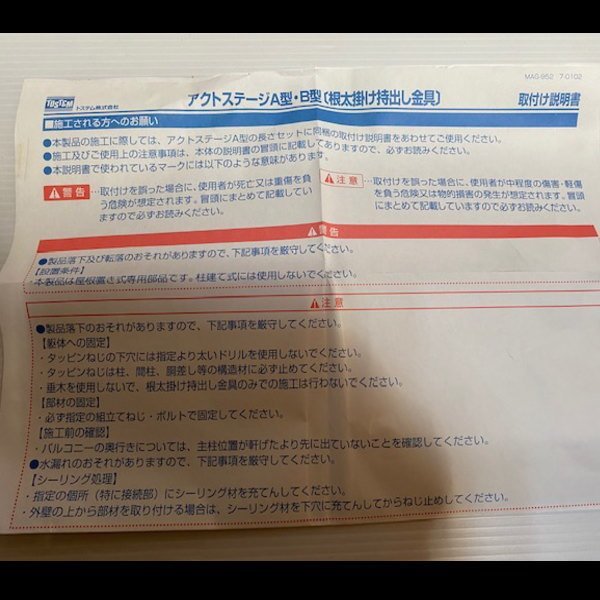 MAG-952 7-0102
TOSTEM トステム株式会社 アクトステージA型・B型〔根太掛け持出し金具〕 取付け説明書
■施工される方へのお願い
●本製品の施工に際しては、アクトステージA型の長さセットに同梱の取付け説明書をあわせてご使用ください。
●施工及びご使用上の注意事項は、本体の説明書の冒頭に記載してありますので、必ずお読みください。
●本説明書で使われているマークには以下のような意味があります。
⚠警告 …取付けを誤った場合に、使用者が死亡又は重傷を負
う危険が想定されます。冒頭にまとめて記載してい
ますので必ずお読みください。
⚠注意 …取付けを誤った場合に、使用者が中程度の傷害・軽傷
を負う危険又は物的損害の発生が想定されます。冒頭
にまとめて記載していますので必ずお読みください。
⚠警告
●製品落下及び転落のおそれがありますので、下記事項を厳守してください。
【設置条件】
・本製品は屋根置き式専用部品です。柱建て式には使用しないでください。
⚠注意
●製品落下のおそれがありますので、下記事項を厳守してください。
【躯体への固定】
・タッピンねじの下穴には指定より太いドリルを使用しないでください。
・タッピンねじは柱、間柱、胴差し等の構造材に必ず止めてください。
・垂木を使用しないで、根太掛け持出し金具のみでの施工は行わないでください。
【部材の固定】
・必ず指定の組立てねじ・ボルトで固定してください。
【施工前の確認】
・バルコニーの奥行きについては、主柱位置が軒げたより先に出ていないことを確認してください。
●水漏れのおそれがありますので、下記事項を厳守してください。
【シーリング処理】
・指定の個所（特に接続部）にシーリング材を充てんしてください。
・外壁の上から部材を取り付ける場合は、シーリング材を下穴に充てんしてからねじ止めしてください。